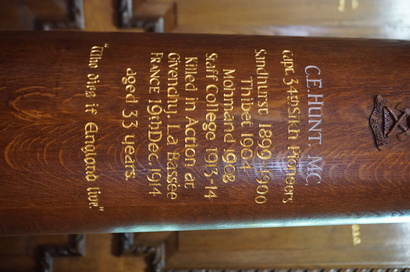 C.E.HUNT, MC,
Capt. 34th Sikh Pioneers,
Sandhurst 1899-1900
Thibet 1904
Mohmand 1908
Staff College 1913-14
Killed in Action at
Givenchy, La Bassée
FRANCE 19th Dec. 1914
aged 33 years.
"Who dies if England live."